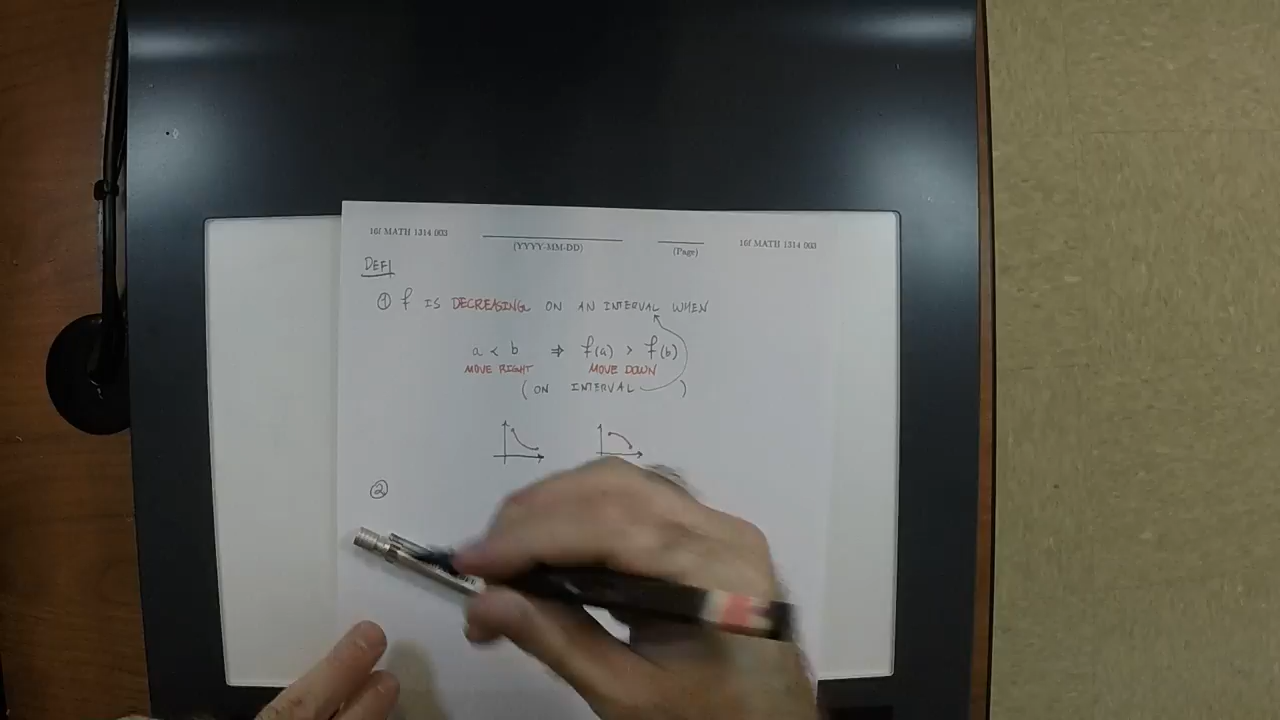 16f MATH 1314 003 (YYYY-MM-DD) (Page) 16f MATH 1314 003
DEF1
① f IS DECREASING ON AN INTERVAL WHEN
a < b ⇒ f(a) > f(b)
MOVE RIGHT MOVE DOWN
( ON INTERVAL )
②